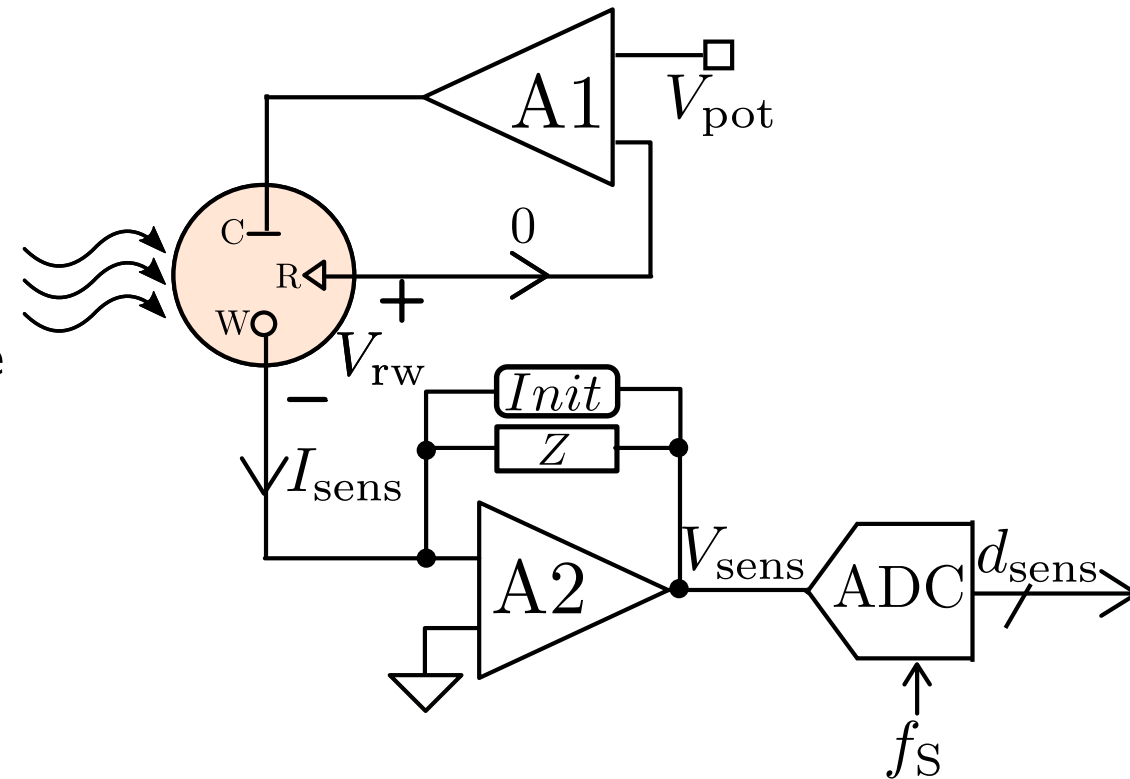 A1
V_pot
C
0
R
+
W
V_rw
e
Init
−
Z
I_sens
V_sens
A2
ADC
d_sens
f_S